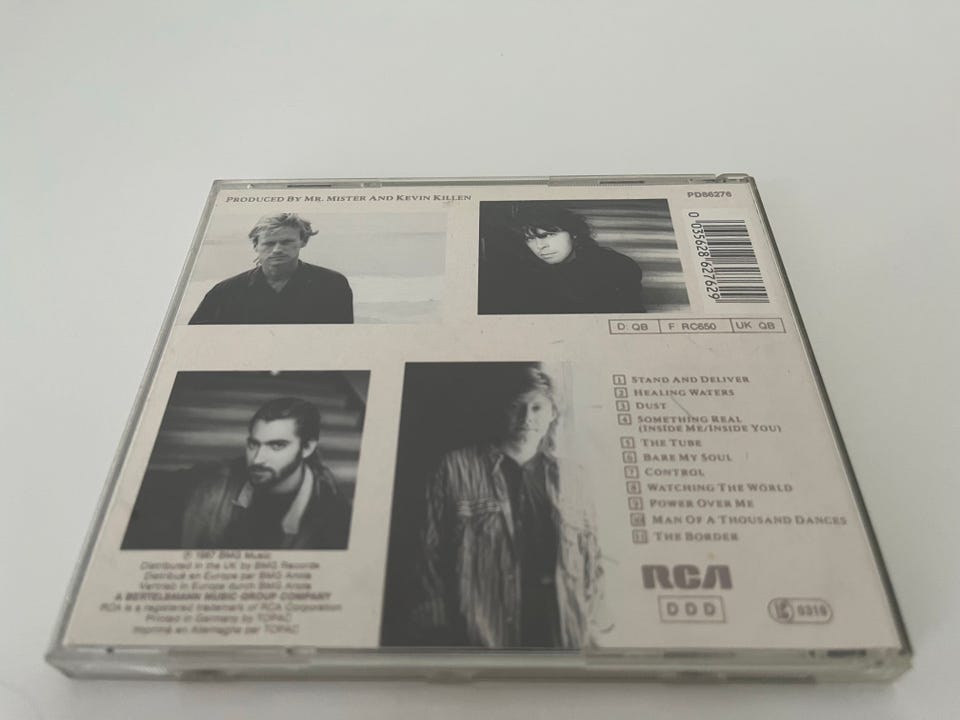 PRODUCED BY MR. MISTER AND KEVIN KILLEN
PD86276
0 035628 627629
D: QB F RC650 UK QB
1 STAND AND DELIVER
2 HEALING WATERS
3 DUST
4 SOMETHING REAL
(INSIDE ME/INSIDE YOU)
5 THE TUBE
6 BARE MY SOUL
7 CONTROL
8 WATCHING THE WORLD
9 POWER OVER ME
10 MAN OF A THOUSAND DANCES
11 THE BORDER
℗ 1987 BMG Music
Distributed in the UK by BMG Records
Distribué en Europe par BMG Ariola
Vertrieb in Europe durch BMG Ariola
A BERTELSMANN MUSIC GROUP COMPANY
RCA is a registered trademark of RCA Corporation
Printed in Germany by TOPAC
Imprimé en Allemagne par TOPAC
RCA
DDD
LC 0316